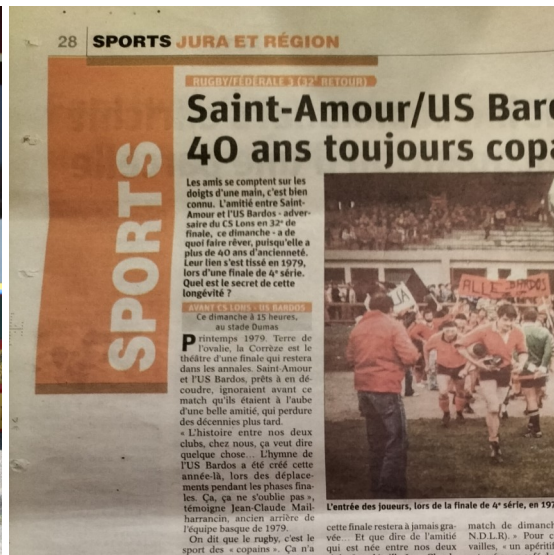 28 SPORTS JURA ET RÉGION
SPORTS
RUGBY/FÉDÉRALE 3 (32e RETOUR)
Saint-Amour/US Bard
40 ans toujours copa
Les amis se comptent sur les
doigts d'une main, c'est bien
connu. L'amitié entre Saint-
Amour et l'US Bardos - adver-
saire du CS Lons en 32e de
finale, ce dimanche - a de
quoi faire rêver, puisqu'elle a
plus de 40 ans d'ancienneté.
Leur lien s'est tissé en 1979,
lors d'une finale de 4e série.
Quel est le secret de cette
longévité ?
AVANT CS LONS - US BARDOS
Ce dimanche à 15 heures,
au stade Dumas
Printemps 1979. Terre de
l'ovalie, la Corrèze est le
théâtre d'une finale qui restera
dans les annales. Saint-Amour
et l'US Bardos, prêts à en dé-
coudre, ignoraient avant ce
match qu'ils étaient à l'aube
d'une belle amitié, qui perdure
des décennies plus tard.
« L'histoire entre nos deux
clubs, chez nous, ça veut dire
quelque chose... L'hymne de
l'US Bardos a été créé cette
année-là, lors des déplace-
ments pendant les phases fina-
les. Ça, ça ne s'oublie pas »,
témoigne Jean-Claude Mail-
harrancin, ancien arrière de
l'équipe basque de 1979.
On dit que le rugby, c'est le
sport des « copains ». Ça n'a
ALLE BARDOS
L'entrée des joueurs, lors de la finale de 4e série, en 197
cette finale restera à jamais gra-
vée... Et que dire de l'amitié
qui est née entre nos deux
match de dimanc
N.D.L.R). » Pour c
vailles, « un apériti